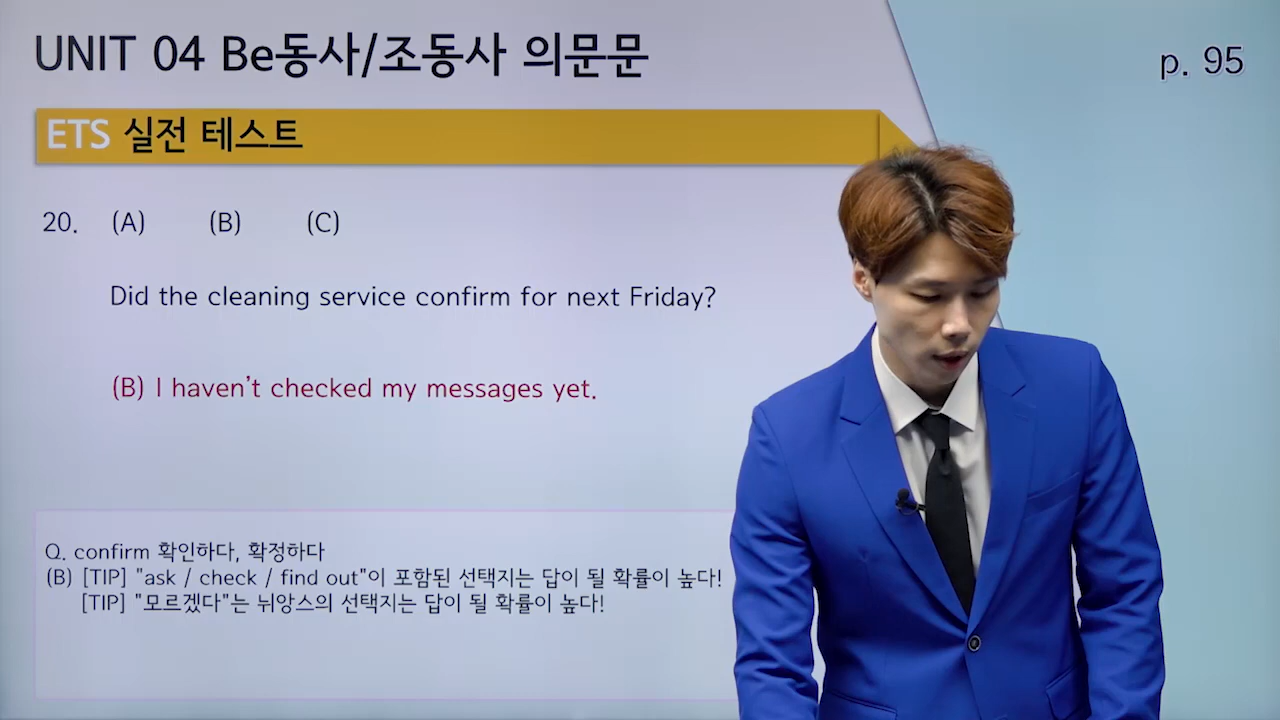 UNIT 04 Be동사/조동사 의문문
p. 95
ETS 실전 테스트
20. (A) (B) (C)
Did the cleaning service confirm for next Friday?
(B) I haven't checked my messages yet.
Q. confirm 확인하다, 확정하다
(B) [TIP] "ask / check / find out"이 포함된 선택지는 답이 될 확률이 높다!
[TIP] "모르겠다"는 뉘앙스의 선택지는 답이 될 확률이 높다!